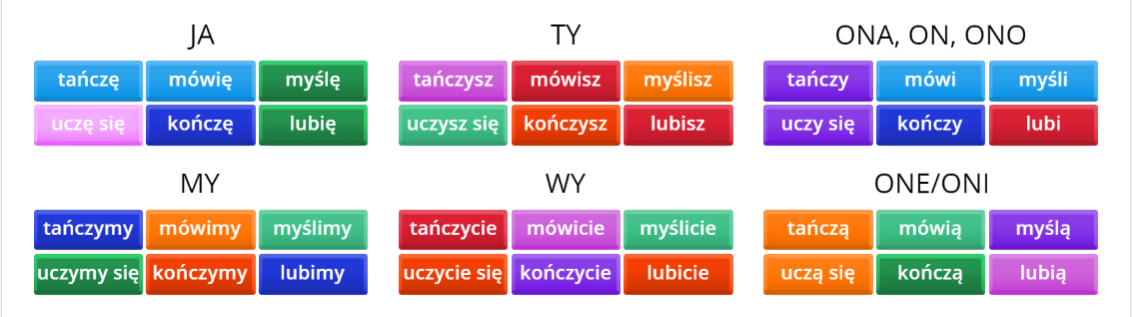 JA
tańczę mówię myślę
uczę się kończę lubię
TY
tańczysz mówisz myślisz
uczysz się kończysz lubisz
ONA, ON, ONO
tańczy mówi myśli
uczy się kończy lubi
MY
tańczymy mówimy myślimy
uczymy się kończymy lubimy
WY
tańczycie mówicie myślicie
uczycie się kończycie lubicie
ONE/ONI
tańczą mówią myślą
uczą się kończą lubią